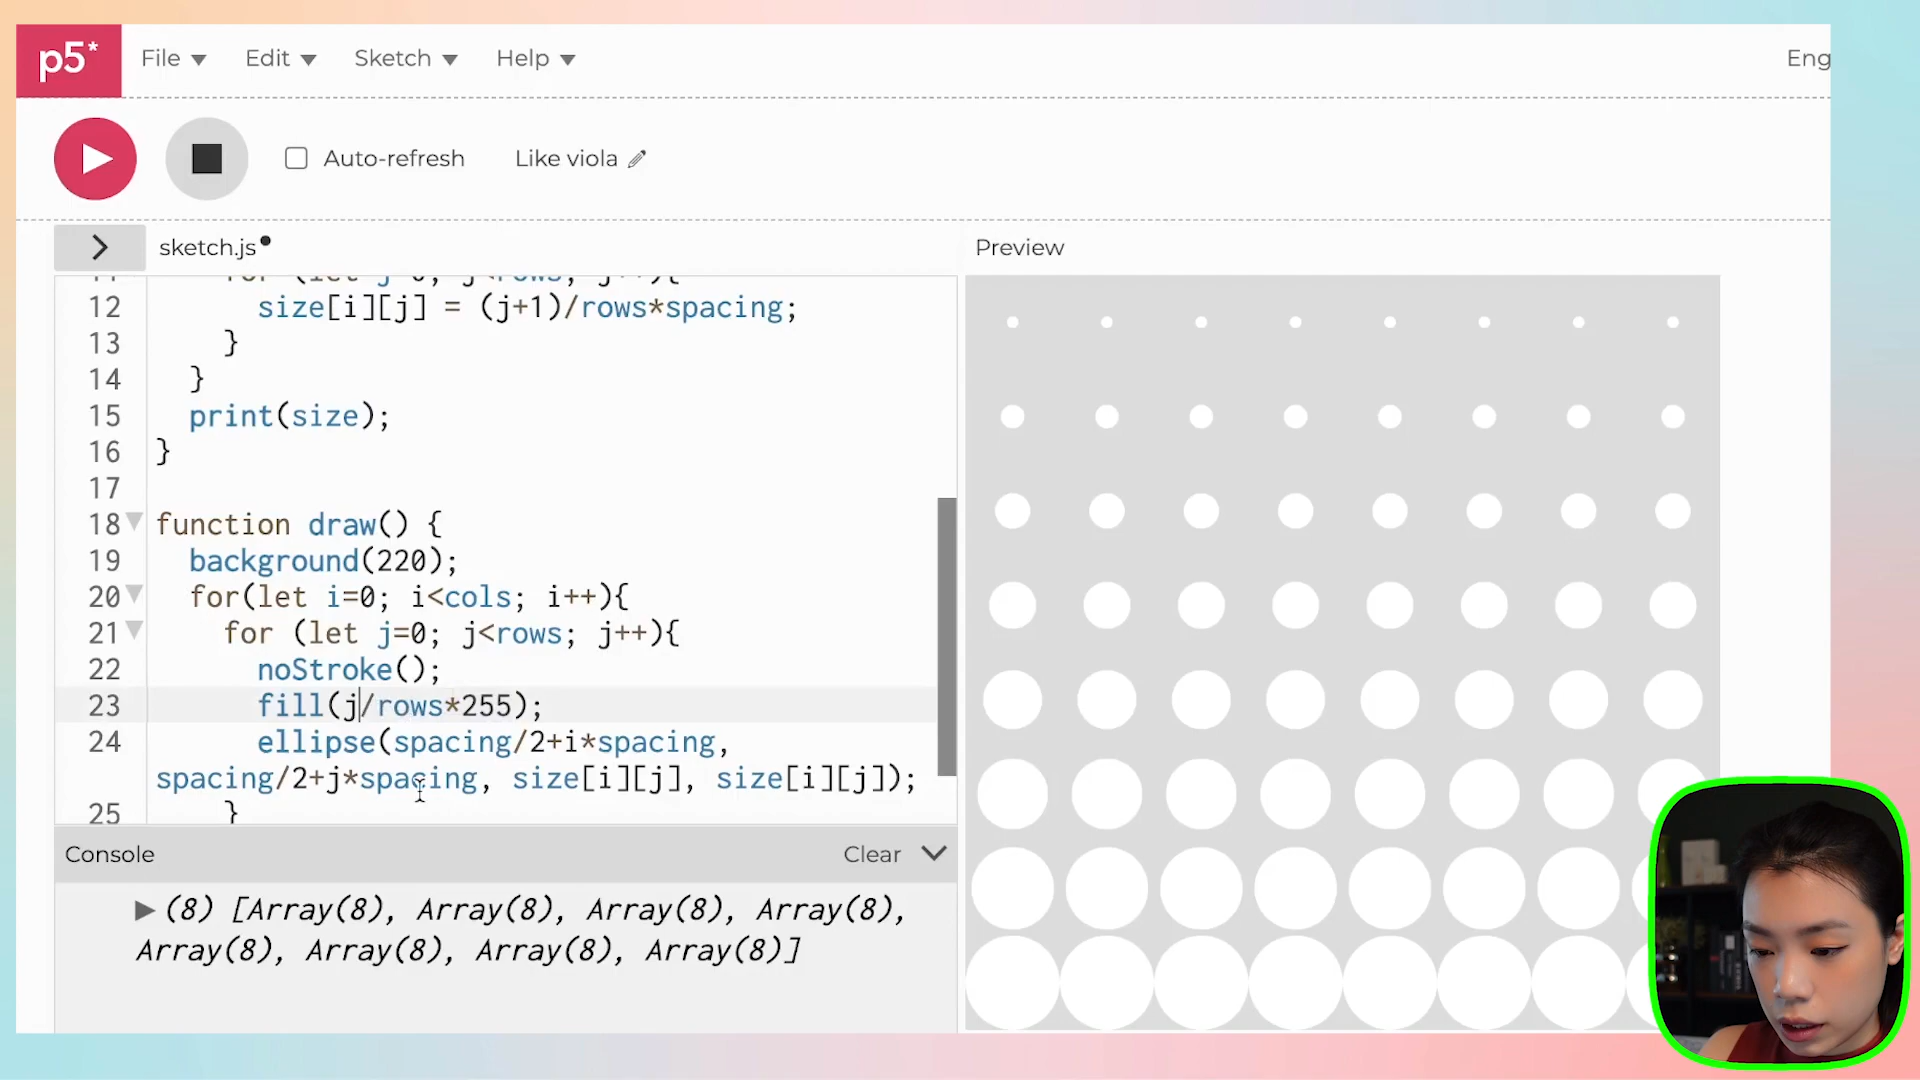 p5*
File
Edit
Sketch
Help
Eng
Auto-refresh
Like viola
sketch.js
Preview
for (let j=0; j<rows; j++){
12 size[i][j] = (j+1)/rows*spacing;
13 }
14 }
15 print(size);
16 }
17
18 function draw() {
19 background(220);
20 for(let i=0; i<cols; i++){
21 for (let j=0; j<rows; j++){
22 noStroke();
23 fill(j/rows*255);
24 ellipse(spacing/2+i*spacing,
spacing/2+j*spacing, size[i][j], size[i][j]);
25 }
Console
Clear
(8) [Array(8), Array(8), Array(8), Array(8),
Array(8), Array(8), Array(8), Array(8)]